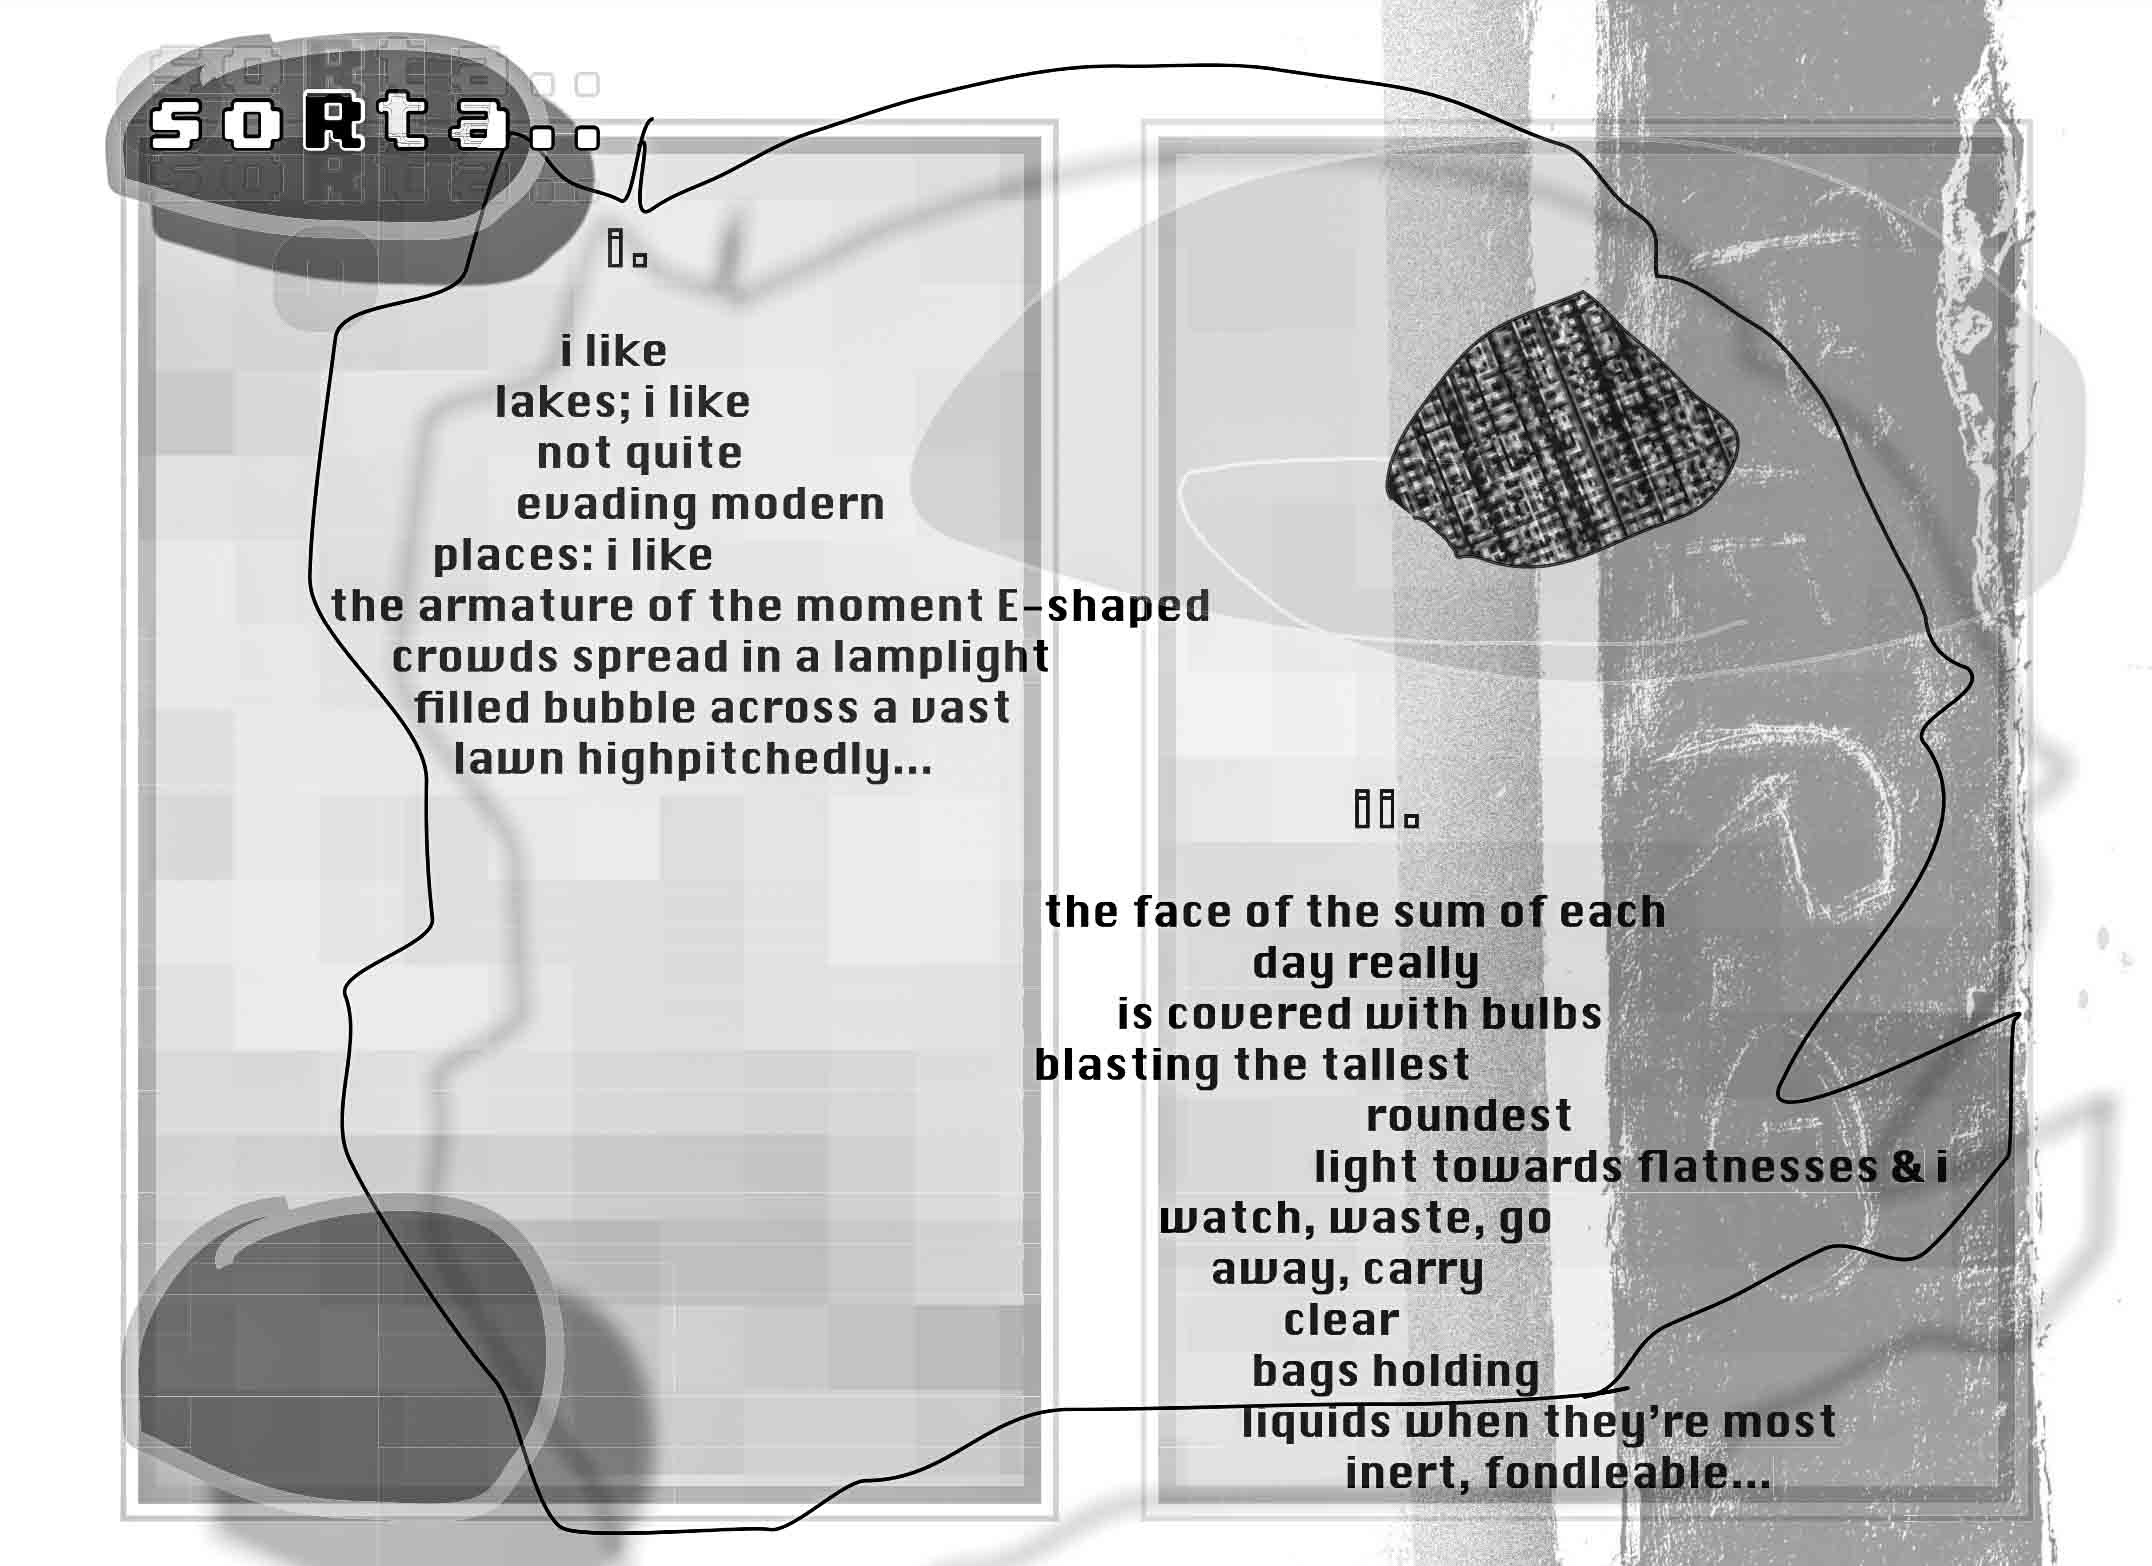 soRta..
i.
i like
lakes; i like
not quite
evading modern
places: i like
the armature of the moment E-shaped
crowds spread in a lamplight
filled bubble across a vast
lawn highpitchedly...
ii.
the face of the sum of each
day really
is covered with bulbs
blasting the tallest
roundest
light towards flatnesses & i
watch, waste, go
away, carry
clear
bags holding
liquids when they’re most
inert, fondleable...